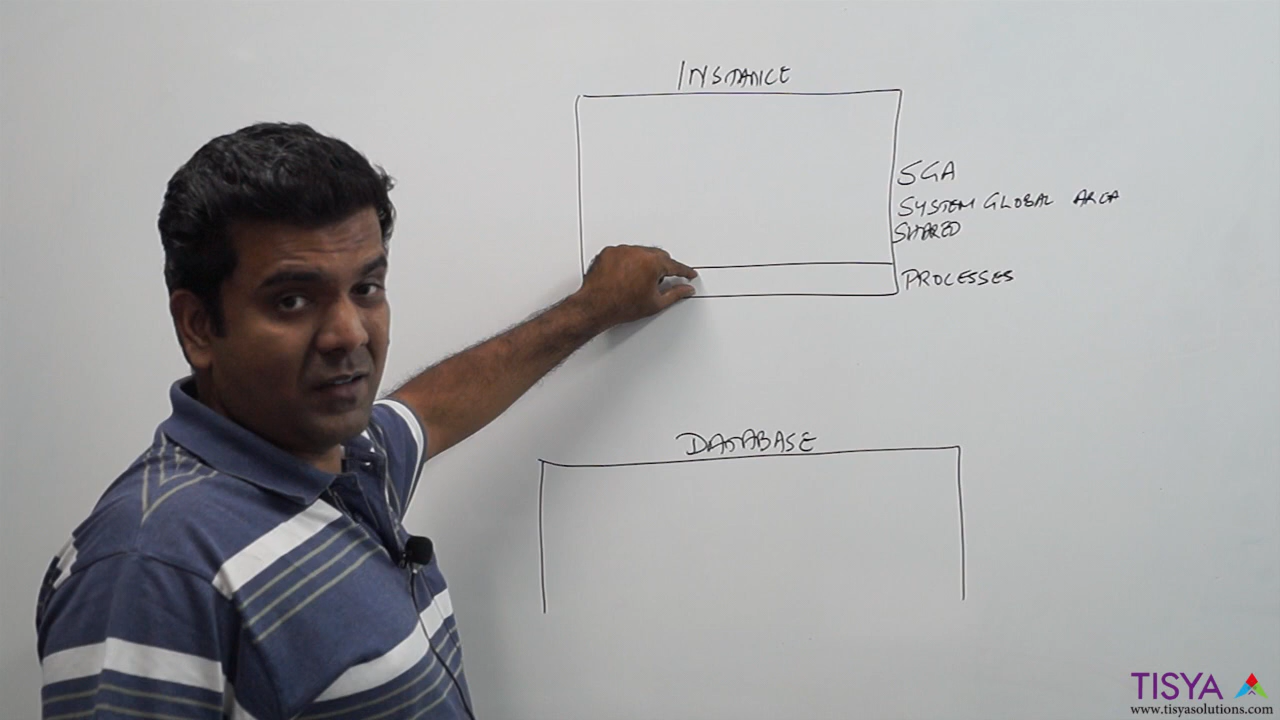 INSTANCE
SGA
SYSTEM GLOBAL AREA
SHARED
PROCESSES
DATABASE
TISYA
www.tisyasolutions.com